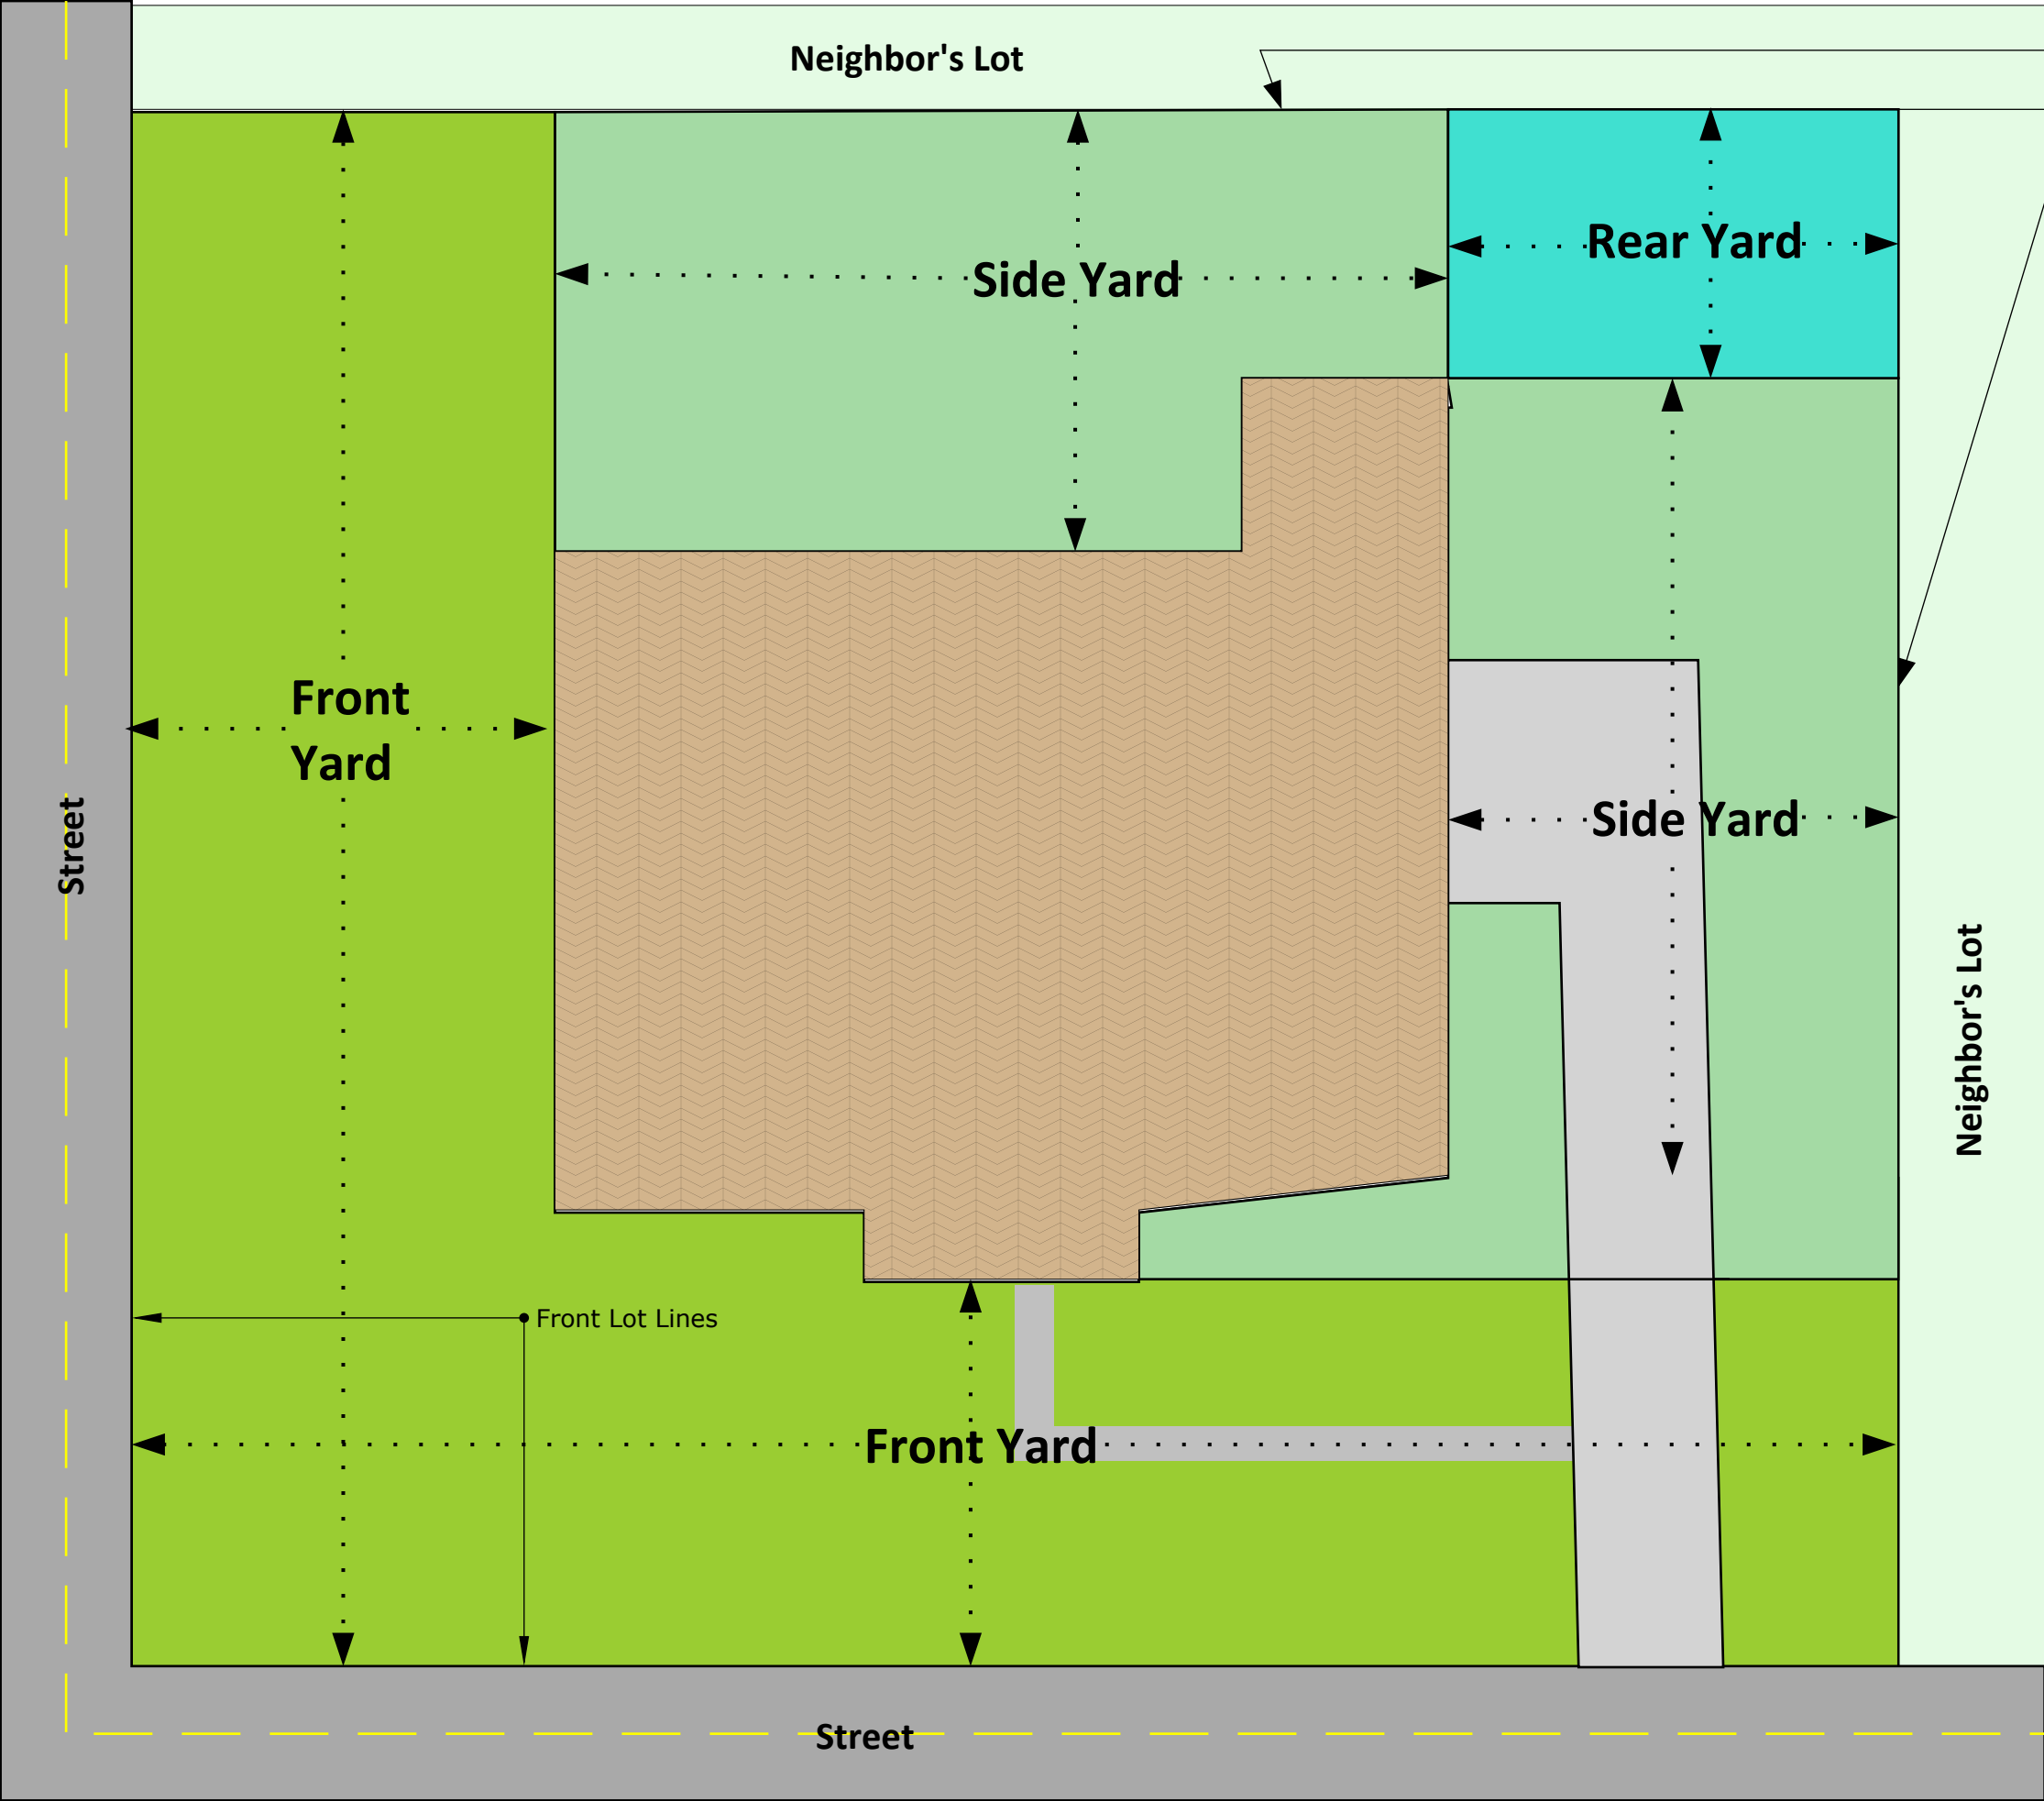 Neighbor's Lot
Rear Yard
Side Yard
Front
Yard
Street
Side Yard
Neighbor's Lot
Front Lot Lines
Front Yard
Street